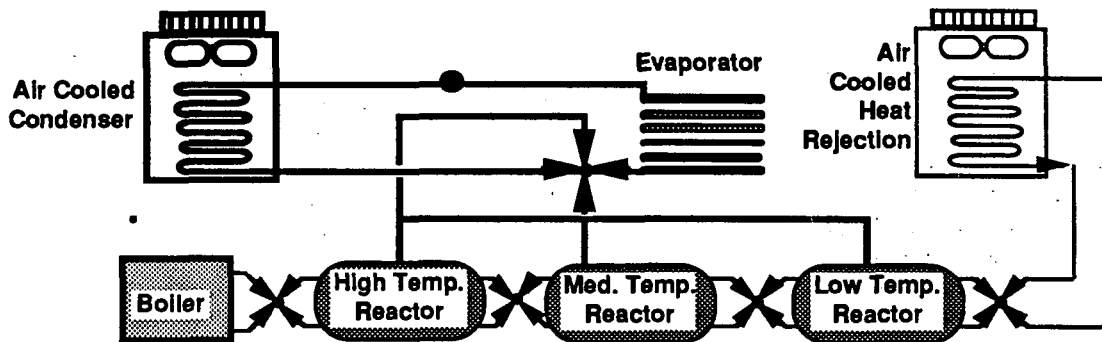 Air Cooled
Condenser
Evaporator
Air
Cooled
Heat
Rejection
Boiler
High Temp.
Reactor
Med. Temp.
Reactor
Low Temp.
Reactor